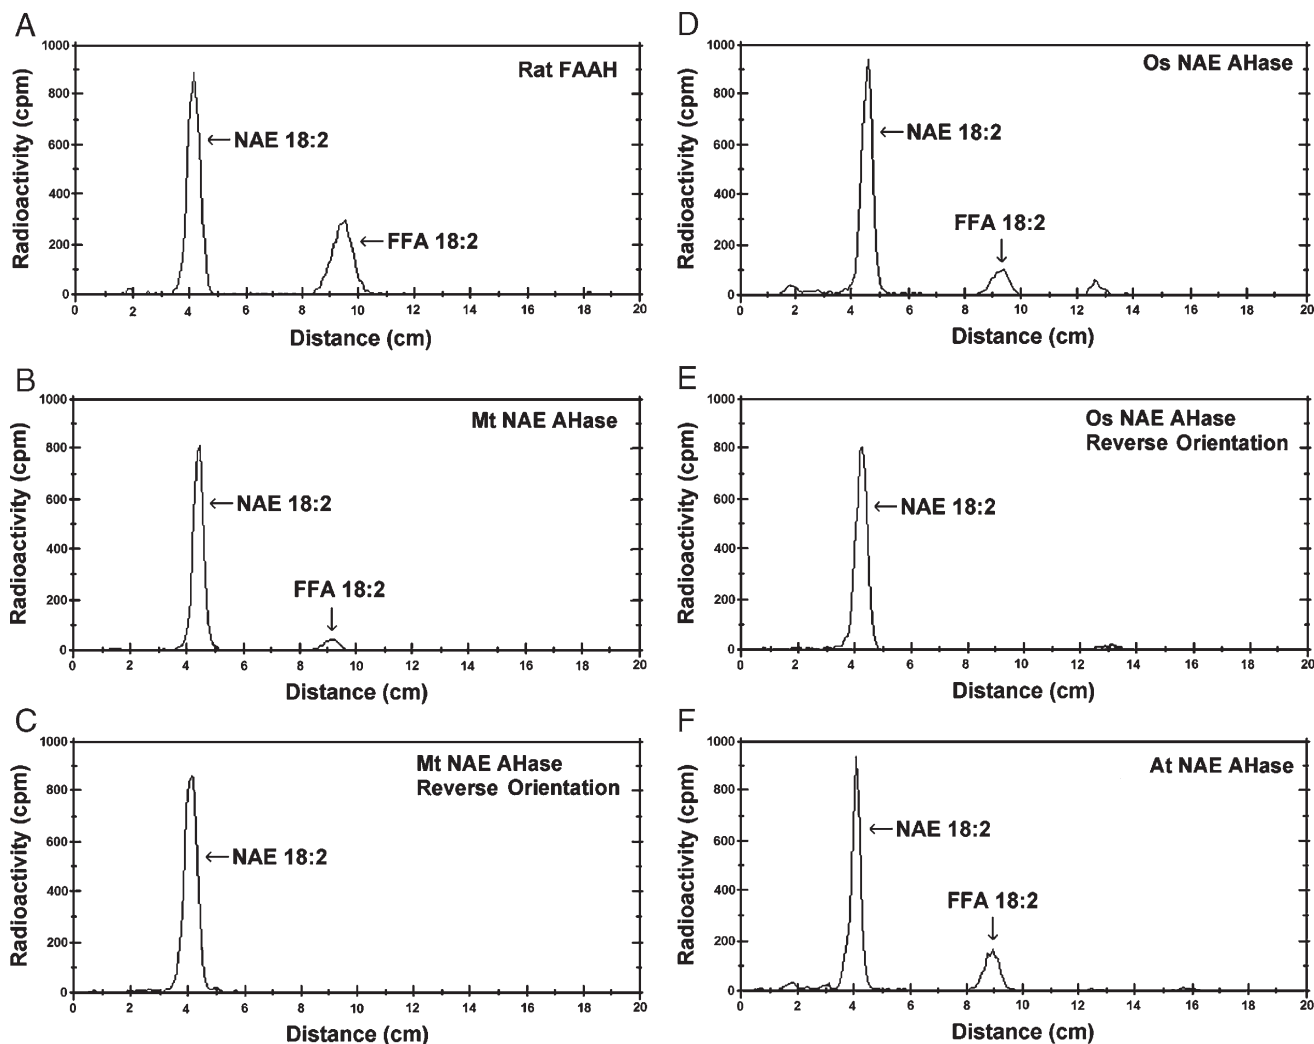 A
Rat FAAH
Radioactivity (cpm)
1000
800
600
400
200
0
←NAE 18:2
←FFA 18:2
0 2 4 6 8 10 12 14 16 18 20
Distance (cm)
B
Mt NAE AHase
Radioactivity (cpm)
1000
800
600
400
200
0
←NAE 18:2
FFA 18:2
↓
0 2 4 6 8 10 12 14 16 18 20
Distance (cm)
C
Mt NAE AHase
Reverse Orientation
Radioactivity (cpm)
1000
800
600
400
200
0
←NAE 18:2
0 2 4 6 8 10 12 14 16 18 20
Distance (cm)
D
Os NAE AHase
Radioactivity (cpm)
1000
800
600
400
200
0
←NAE 18:2
FFA 18:2
↓
0 2 4 6 8 10 12 14 16 18 20
Distance (cm)
E
Os NAE AHase
Reverse Orientation
Radioactivity (cpm)
1000
800
600
400
200
0
←NAE 18:2
0 2 4 6 8 10 12 14 16 18 20
Distance (cm)
F
At NAE AHase
Radioactivity (cpm)
1000
800
600
400
200
0
←NAE 18:2
FFA 18:2
↓
0 2 4 6 8 10 12 14 16 18 20
Distance (cm)